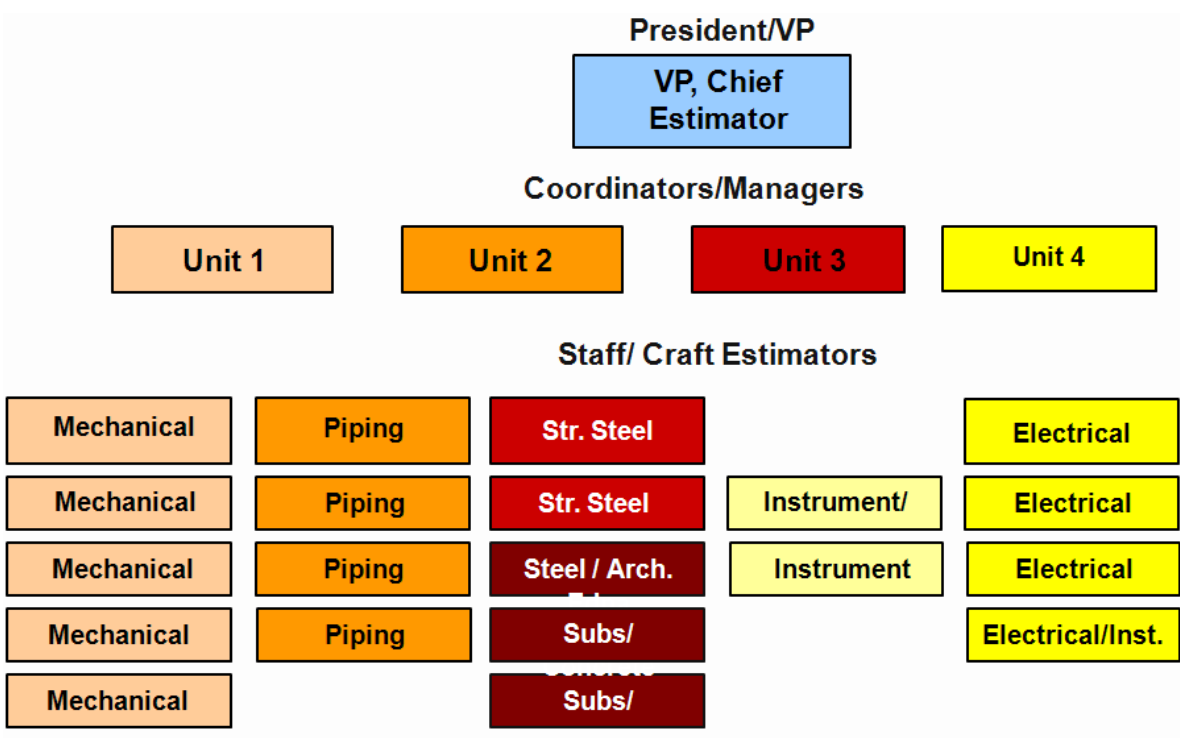 President/VP
VP, Chief
Estimator
Coordinators/Managers
Unit 1
Unit 2
Unit 3
Unit 4
Staff/ Craft Estimators
Mechanical
Piping
Str. Steel
Electrical
Mechanical
Piping
Str. Steel
Instrument/
Electrical
Mechanical
Piping
Steel / Arch.
Instrument
Electrical
Mechanical
Piping
Subs/
Electrical/Inst.
Mechanical
Subs/